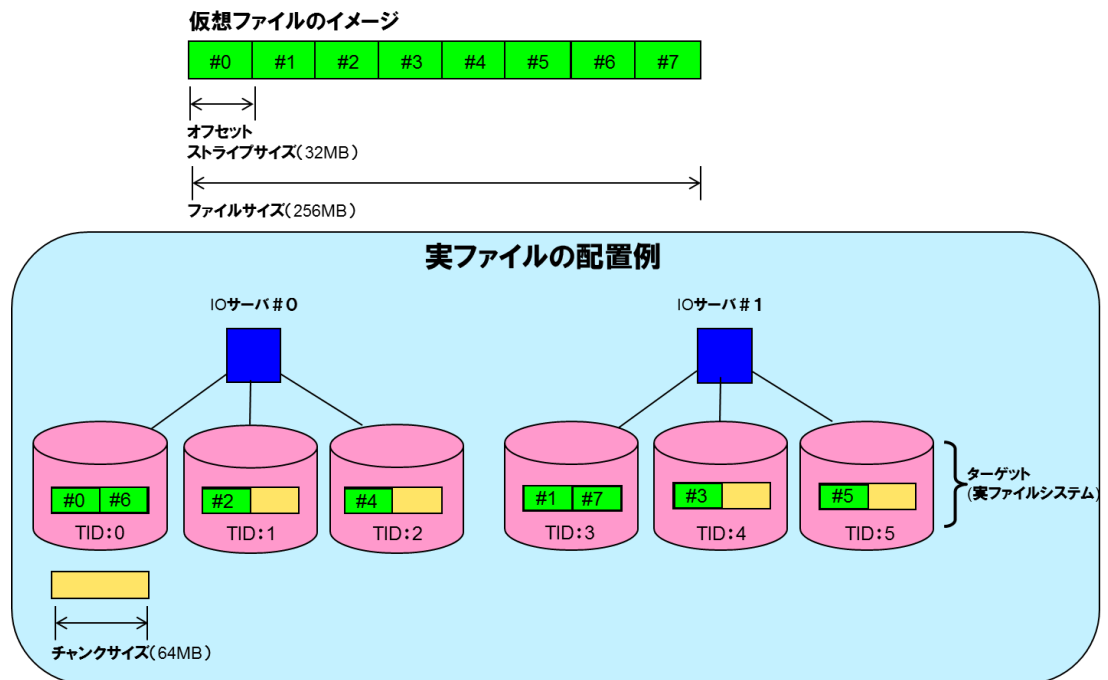 仮想ファイルのイメージ
#0 #1 #2 #3 #4 #5 #6 #7
オフセット
ストライプサイズ(32MB)
ファイルサイズ(256MB)
実ファイルの配置例
IOサーバ#0
IOサーバ#1
#0 #6
#2
#4
#1 #7
#3
#5
TID:0
TID:1
TID:2
TID:3
TID:4
TID:5
ターゲット
(実ファイルシステム)
チャンクサイズ(64MB)